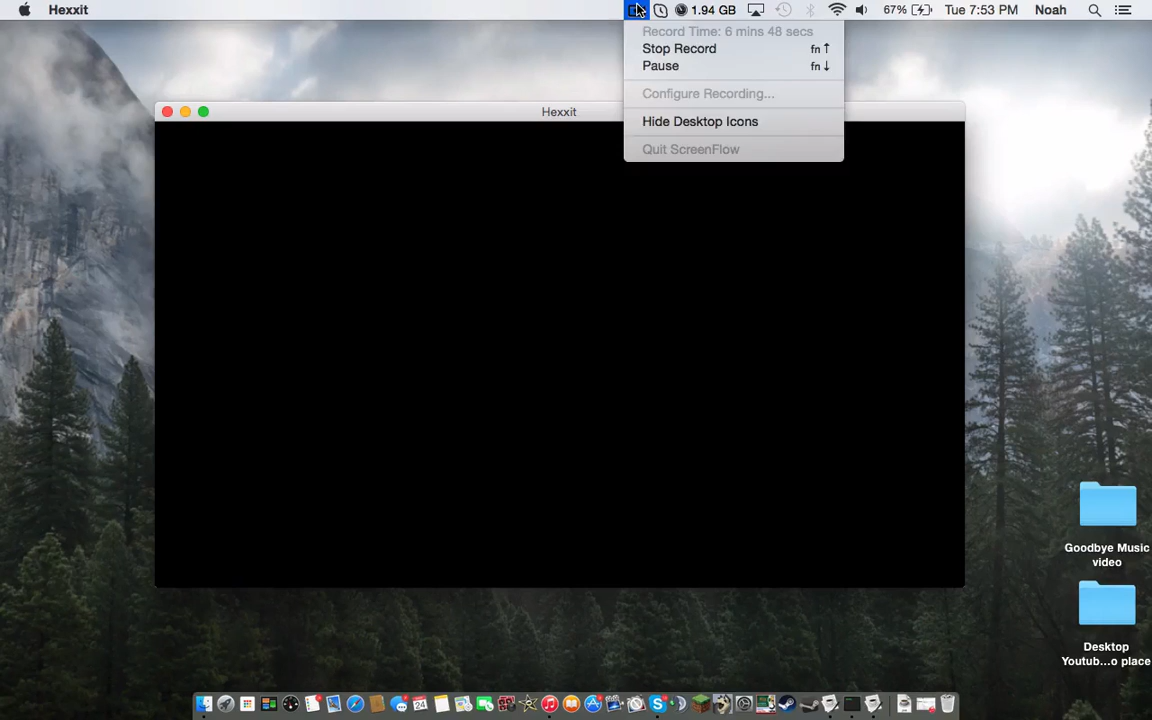 Hexxit
1.94 GB
67%
Tue 7:53 PM
Noah
Record Time: 6 mins 48 secs
Stop Record fn↑
Pause fn↓
Configure Recording...
Hide Desktop Icons
Quit ScreenFlow
Hexxit
Goodbye Music
video
Desktop
Youtub...o place
24